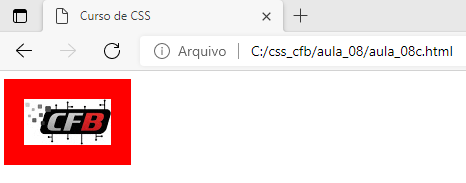 Curso de CSS
Arquivo | C:/css_cfb/aula_08/aula_08c.html
CFB